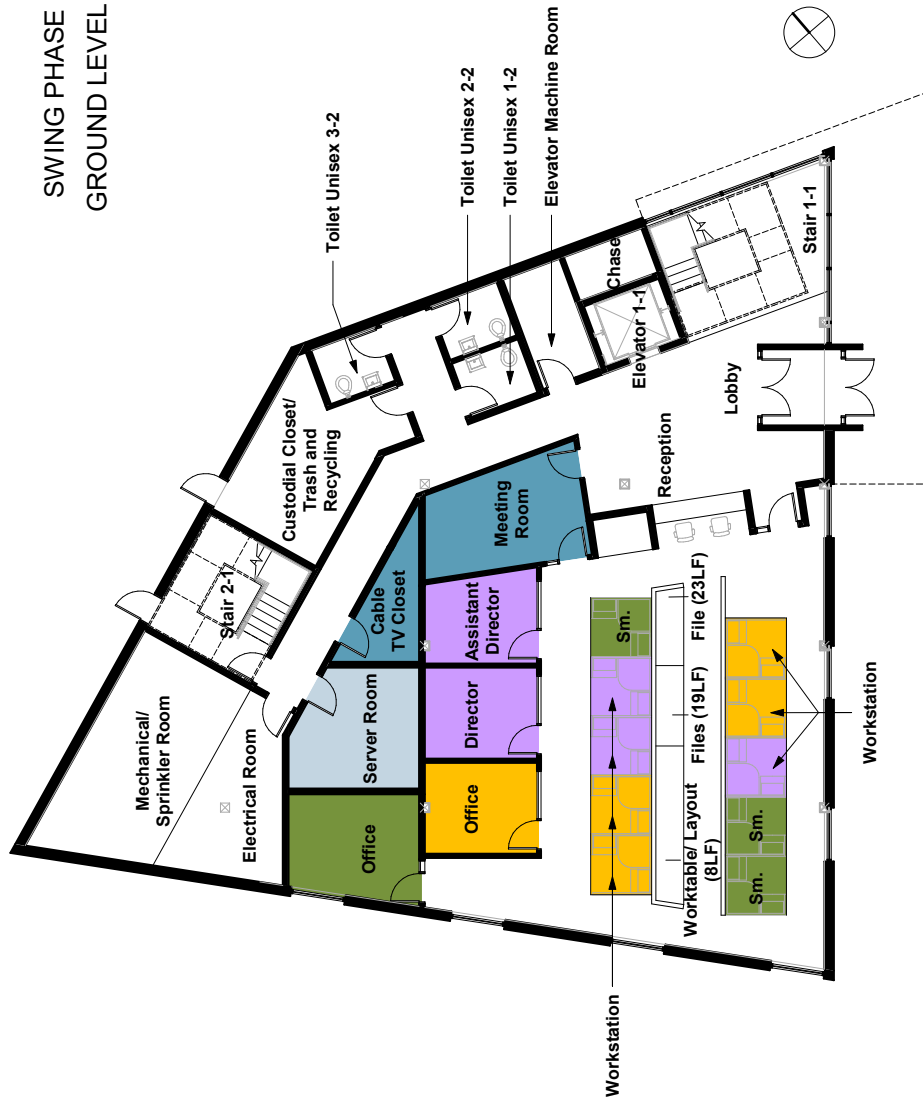 SWING PHASE
GROUND LEVEL
Toilet Unisex 3-2
Toilet Unisex 2-2
Toilet Unisex 1-2
Elevator Machine Room
Chase
Elevator 1-1
Stair 1-1
Lobby
Reception
Custodial Closet/
Trash and
Recycling
Stair 2-1
Mechanical/
Sprinkler Room
Electrical Room
Meeting
Room
Cable
TV Closet
Server Room
Office
Assistant
Director
Director
Office
Sm.
File (23LF)
Files (19LF)
Worktable/ Layout
(8LF)
Sm.
Sm.
Workstation
Workstation